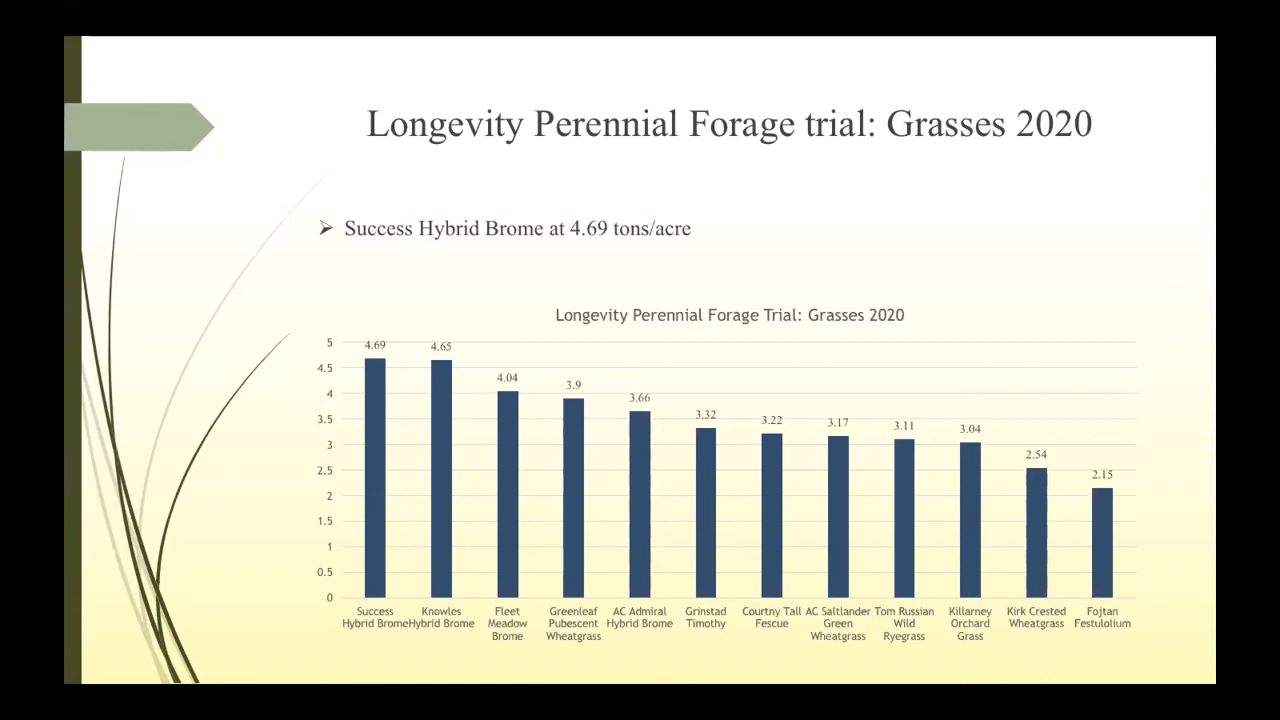 Longevity Perennial Forage trial: Grasses 2020
Success Hybrid Brome at 4.69 tons/acre
Longevity Perennial Forage Trial: Grasses 2020
5
4.5
4
3.5
3
2.5
2
1.5
1
0.5
0
4.69
4.65
4.04
3.9
3.66
3.32
3.22
3.17
3.11
3.04
2.54
2.15
Success
Hybrid Brome
Knowles
Hybrid Brome
Fleet
Meadow
Brome
Greenleaf
Pubescent
Wheatgrass
AC Admiral
Hybrid Brome
Grinstad
Timothy
Courtny Tall
Fescue
AC Saltlander
Green
Wheatgrass
Tom Russian
Wild
Ryegrass
Killarney
Orchard
Grass
Kirk Crested
Wheatgrass
Fojtan
Festulolium